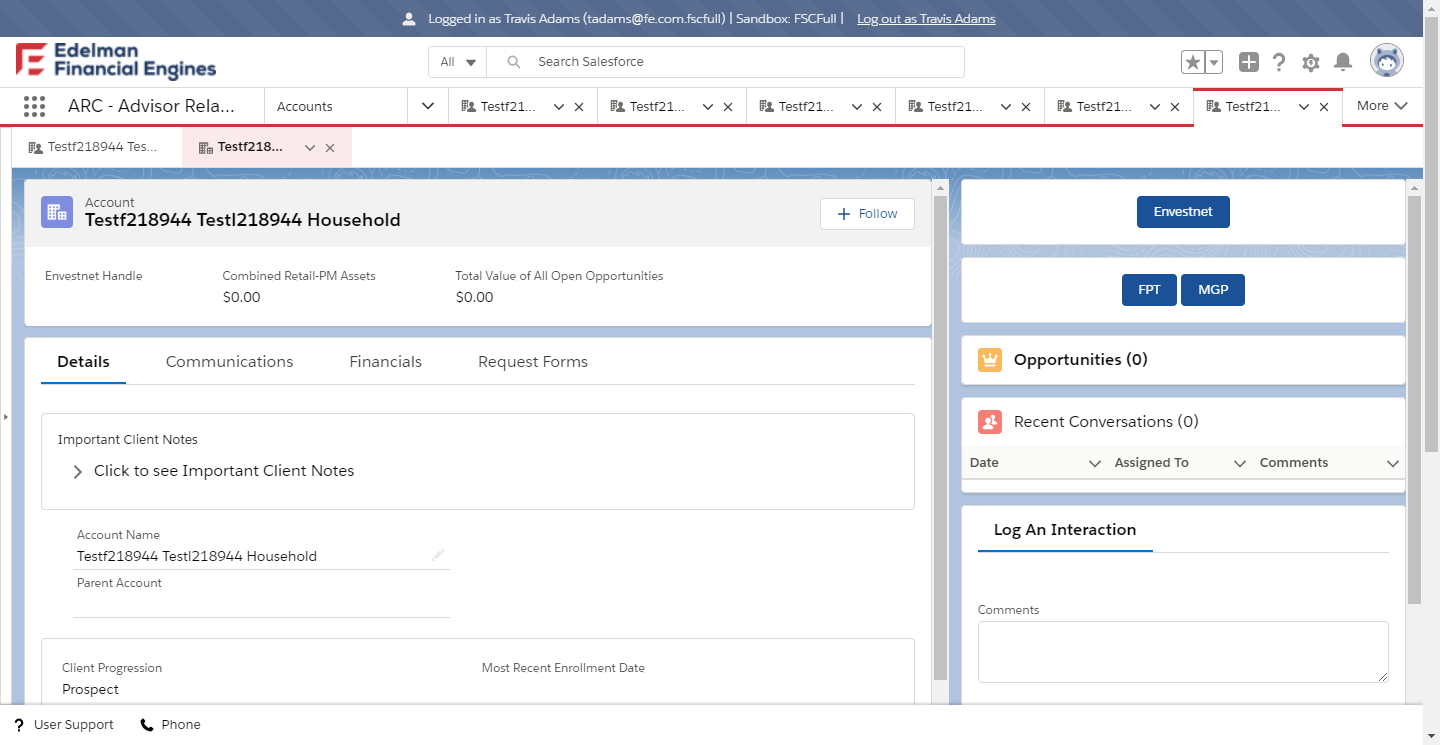 Logged in as Travis Adams (tadams@fe.com.fscfull) | Sandbox: FSCFull | Log out as Travis Adams
Edelman
Financial Engines
All
Search Salesforce
ARC - Advisor Rela...
Accounts
Testf21...
Testf21...
Testf21...
Testf21...
Testf21...
Testf21...
More
Testf218944 Tes...
Testf218...
Account
Testf218944 Testl218944 Household
Follow
Envestnet Handle
Combined Retail-PM Assets
$0.00
Total Value of All Open Opportunities
$0.00
Details
Communications
Financials
Request Forms
Important Client Notes
Click to see Important Client Notes
Account Name
Testf218944 Testl218944 Household
Parent Account
Client Progression
Prospect
Most Recent Enrollment Date
Envestnet
FPT
MGP
Opportunities (0)
Recent Conversations (0)
Date
Assigned To
Comments
Log An Interaction
Comments
? User Support
Phone